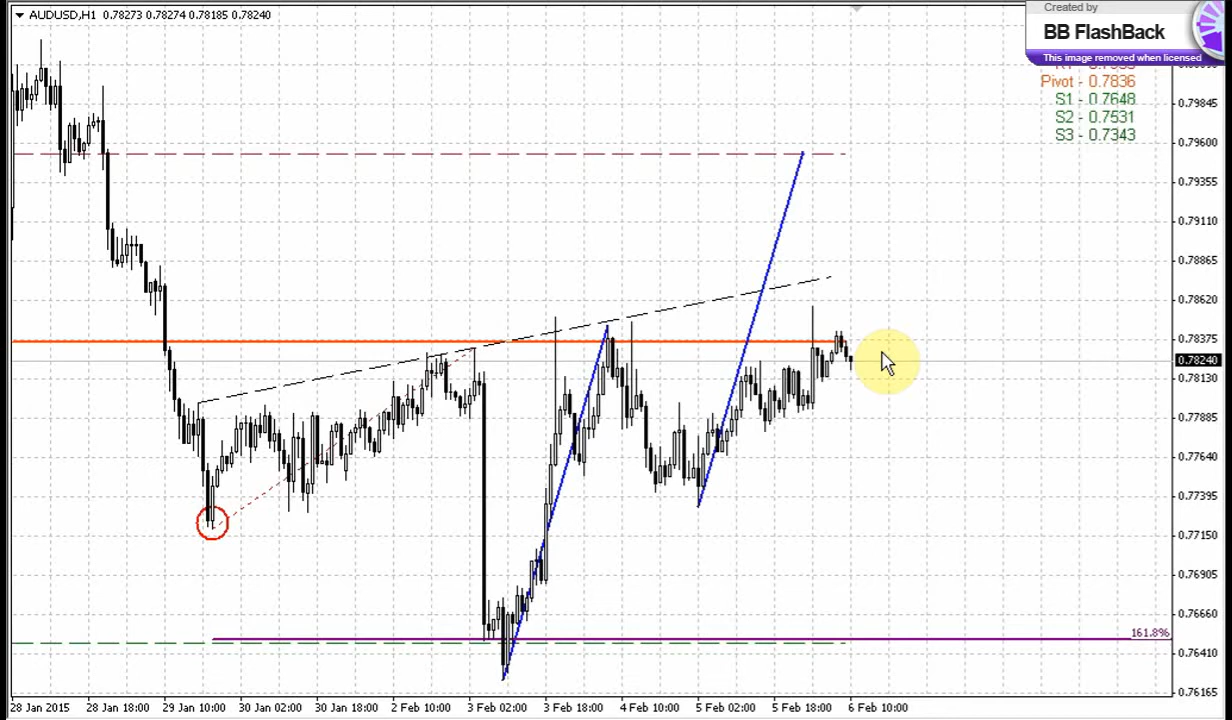 AUDUSD,H1 0.78273 0.78274 0.78185 0.78240
Created by
BB FlashBack
This image removed when licensed
Pivot - 0.7836
S1 - 0.7648
S2 - 0.7531
S3 - 0.7343
0.79845
0.79600
0.79355
0.79110
0.78865
0.78620
0.78375
0.78240
0.78130
0.77885
0.77640
0.77395
0.77150
0.76905
0.76660
161.8%
0.76410
0.76165
28 Jan 2015 28 Jan 18:00 29 Jan 10:00 30 Jan 02:00 30 Jan 18:00 2 Feb 10:00 3 Feb 02:00 3 Feb 18:00 4 Feb 10:00 5 Feb 02:00 5 Feb 18:00 6 Feb 10:00